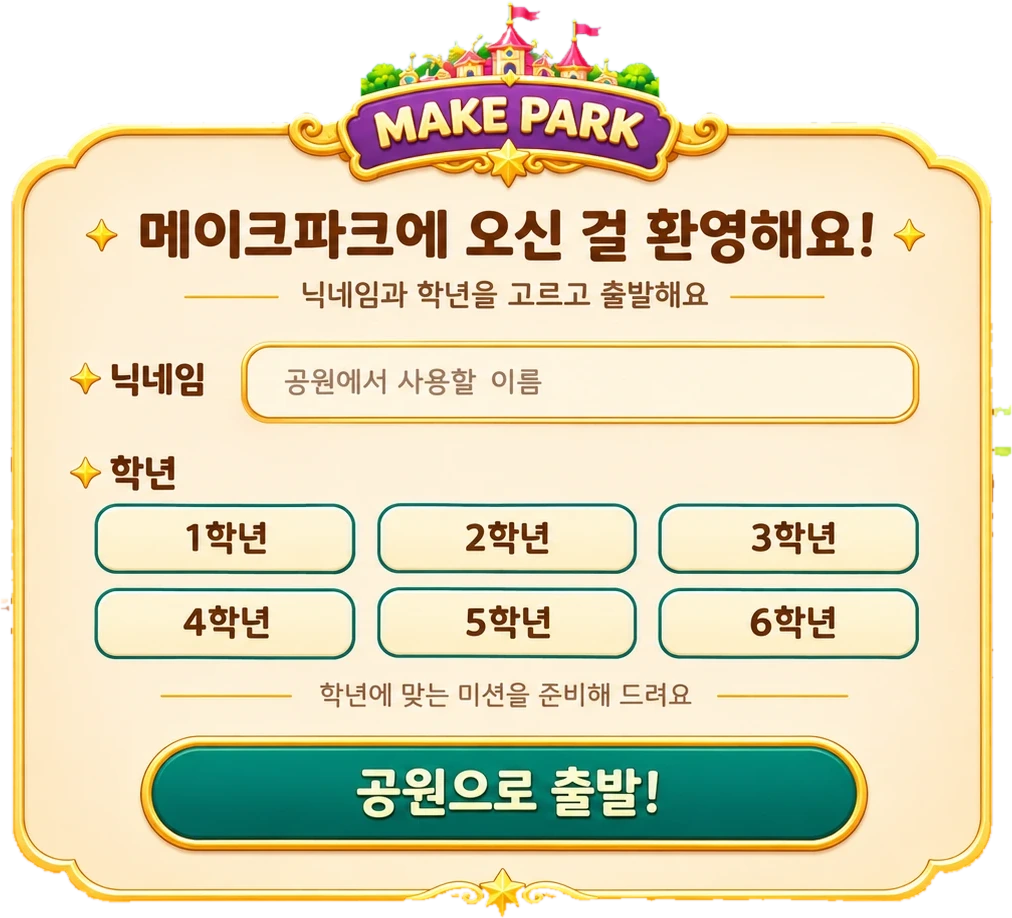 MAKE PARK
메이크파크에 오신 걸 환영해요!
닉네임과 학년을 고르고 출발해요
닉네임
공원에서 사용할 이름
학년
1학년 2학년 3학년
4학년 5학년 6학년
학년에 맞는 미션을 준비해 드려요
공원으로 출발!